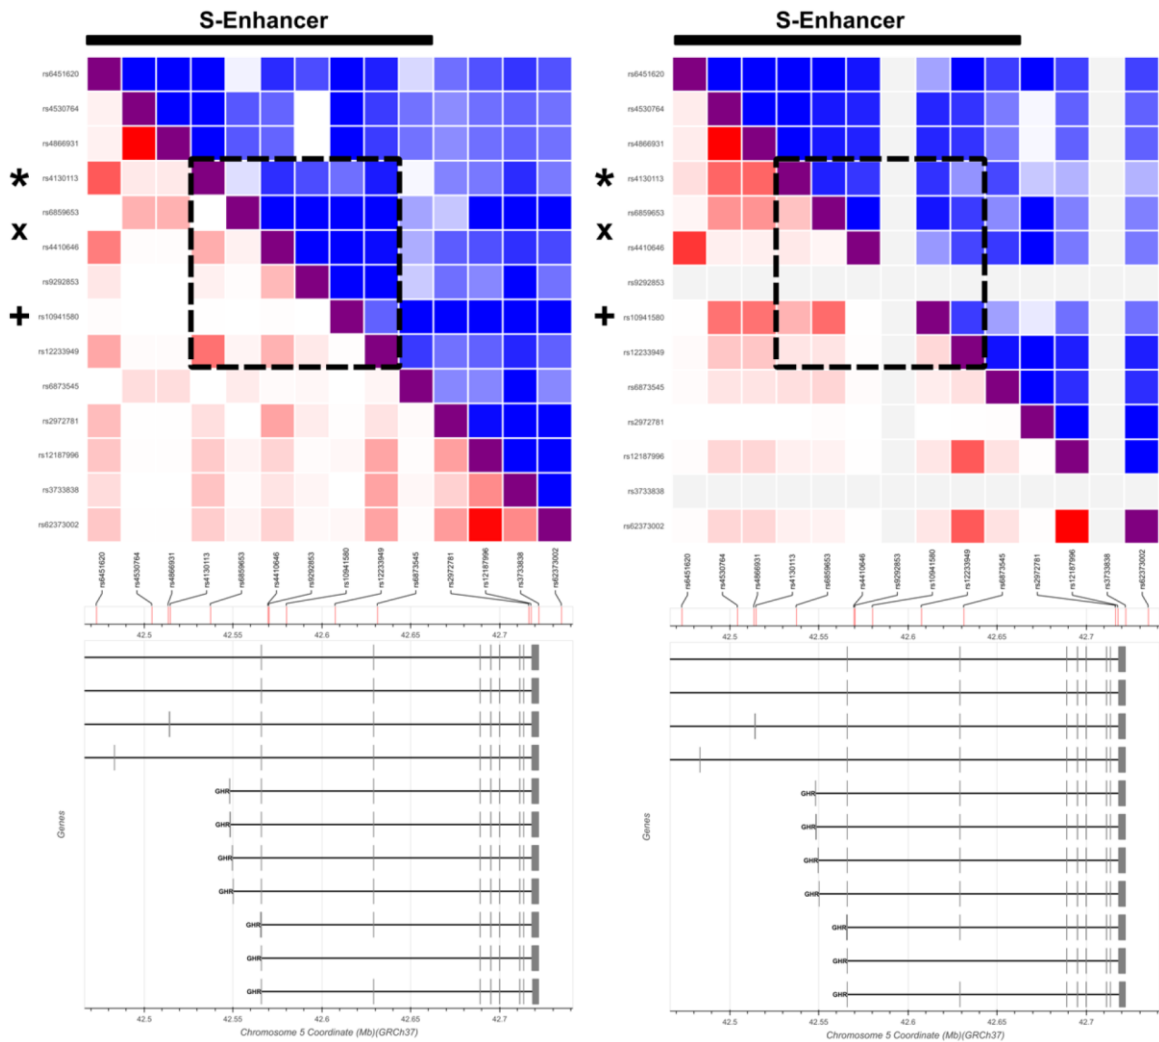 S-Enhancer
rs6451620
rs4530764
rs4866931
* rs4130113
x rs6859653
rs4410646
rs9292853
+ rs10941580
rs12233949
rs6873545
rs2972781
rs12187996
rs3733838
rs62373002
rs6451620 rs4530764 rs4866931 rs4130113 rs6859653 rs4410646 rs9292853 rs10941580 rs12233949 rs6873545 rs2972781 rs12187996 rs3733838 rs62373002
42.5 42.55 42.6 42.65 42.7
Genes
GHR
GHR
GHR
GHR
GHR
GHR
GHR
42.5 42.55 42.6 42.65 42.7
Chromosome 5 Coordinate (Mb)(GRCh37)
S-Enhancer
rs6451620
rs4530764
rs4866931
* rs4130113
x rs6859653
rs4410646
rs9292853
+ rs10941580
rs12233949
rs6873545
rs2972781
rs12187996
rs3733838
rs62373002
rs6451620 rs4530764 rs4866931 rs4130113 rs6859653 rs4410646 rs9292853 rs10941580 rs12233949 rs6873545 rs2972781 rs12187996 rs3733838 rs62373002
42.5 42.55 42.6 42.65 42.7
Genes
GHR
GHR
GHR
GHR
GHR
GHR
GHR
42.5 42.55 42.6 42.65 42.7
Chromosome 5 Coordinate (Mb)(GRCh37)